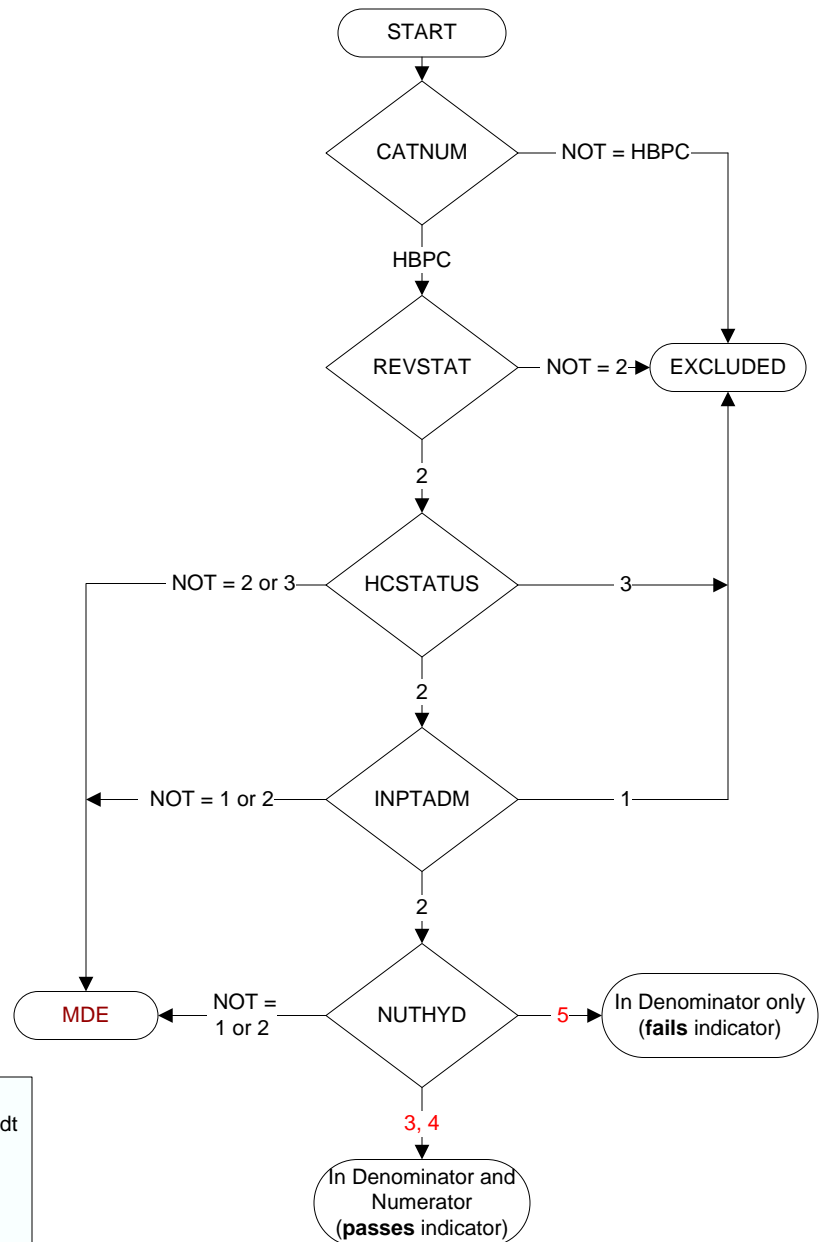 START
CATNUM
NOT = HBPC
HBPC
REVSTAT
NOT = 2
EXCLUDED
2
NOT = 2 or 3
HCSTATUS
3
2
NOT = 1 or 2
INPTADM
1
2
MDE
NOT =
1 or 2
NUTHYD
5
In Denominator only
(fails indicator)
3, 4
dt
In Denominator and
Numerator
(passes indicator)